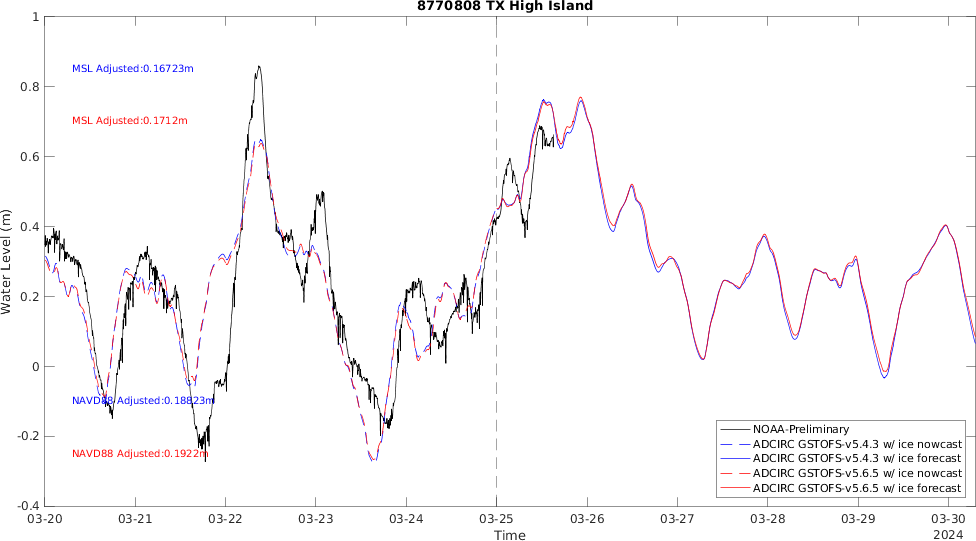 8770808 TX High Island
Water Level (m)
1
0.8
0.6
0.4
0.2
0
-0.2
-0.4
MSL Adjusted:0.16723m
MSL Adjusted:0.1712m
NAVD88 Adjusted:0.18823m
NAVD88 Adjusted:0.1922m
NOAA-Preliminary
ADCIRC GSTOFS-v5.4.3 w/ ice nowcast
ADCIRC GSTOFS-v5.4.3 w/ ice forecast
ADCIRC GSTOFS-v5.6.5 w/ ice nowcast
ADCIRC GSTOFS-v5.6.5 w/ ice forecast
03-20 03-21 03-22 03-23 03-24 03-25 03-26 03-27 03-28 03-29 03-30
Time 2024